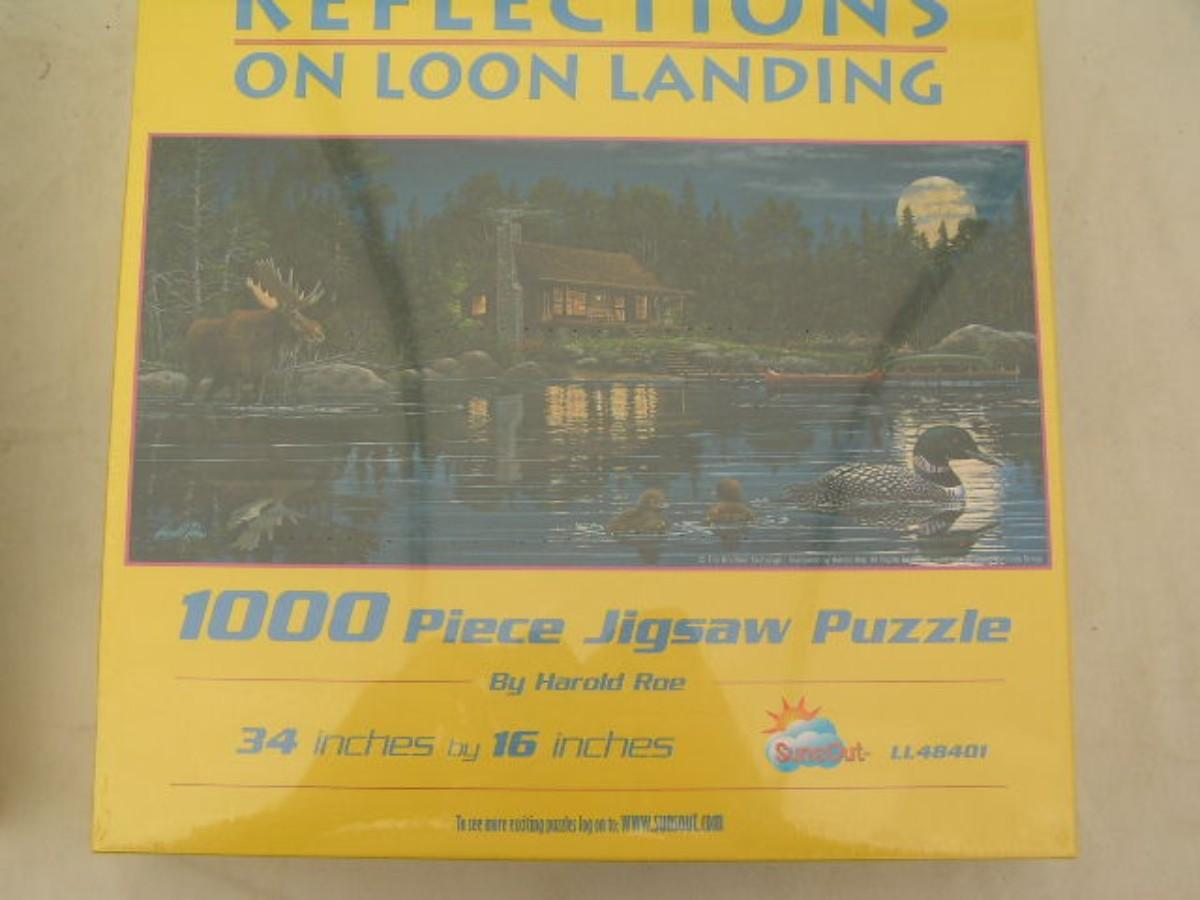 REFLECTIONS
ON LOON LANDING
1000 Piece Jigsaw Puzzle
By Harold Roe
34 inches by 16 inches
SunsOut
LL48401
To see more exciting puzzles log on to: WWW.SUNSOUT.COM